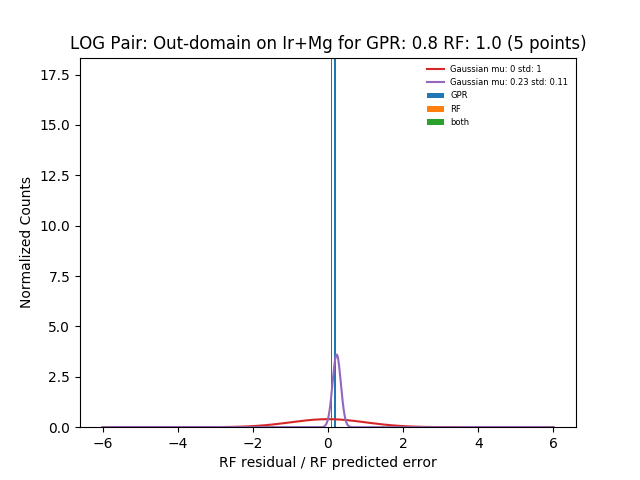 LOG Pair: Out-domain on Ir+Mg for GPR: 0.8 RF: 1.0 (5 points)
Gaussian mu: 0 std: 1
Gaussian mu: 0.23 std: 0.11
GPR
RF
both
Normalized Counts
17.5
15.0
12.5
10.0
7.5
5.0
2.5
0.0
−6 −4 −2 0 2 4 6
RF residual / RF predicted error